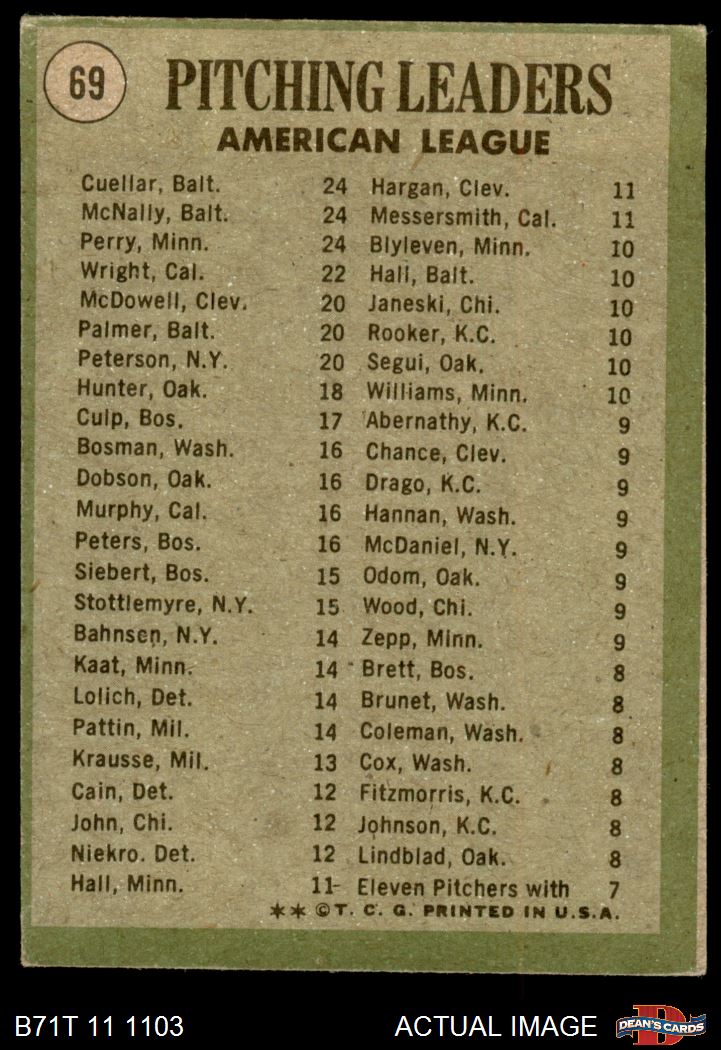 69
PITCHING LEADERS
AMERICAN LEAGUE
Cuellar, Balt. 24
McNally, Balt. 24
Perry, Minn. 24
Wright, Cal. 22
McDowell, Clev. 20
Palmer, Balt. 20
Peterson, N.Y. 20
Hunter, Oak. 18
Culp, Bos. 17
Bosman, Wash. 16
Dobson, Oak. 16
Murphy, Cal. 16
Peters, Bos. 16
Siebert, Bos. 15
Stottlemyre, N.Y. 15
Bahnsen, N.Y. 14
Kaat, Minn. 14
Lolich, Det. 14
Pattin, Mil. 14
Krausse, Mil. 13
Cain, Det. 12
John, Chi. 12
Niekro. Det. 12
Hall, Minn. 11
Hargan, Clev. 11
Messersmith, Cal. 11
Blyleven, Minn. 10
Hall, Balt. 10
Janeski, Chi. 10
Rooker, K.C. 10
Segui, Oak. 10
Williams, Minn. 10
Abernathy, K.C. 9
Chance, Clev. 9
Drago, K.C. 9
Hannan, Wash. 9
McDaniel, N.Y. 9
Odom, Oak. 9
Wood, Chi. 9
Zepp, Minn. 9
Brett, Bos. 8
Brunet, Wash. 8
Coleman, Wash. 8
Cox, Wash. 8
Fitzmorris, K.C. 8
Johnson, K.C. 8
Lindblad, Oak. 8
Eleven Pitchers with 7
** ©T. C. G. PRINTED IN U.S.A.
B71T 11 1103
ACTUAL IMAGE
D
DEAN'S CARDS